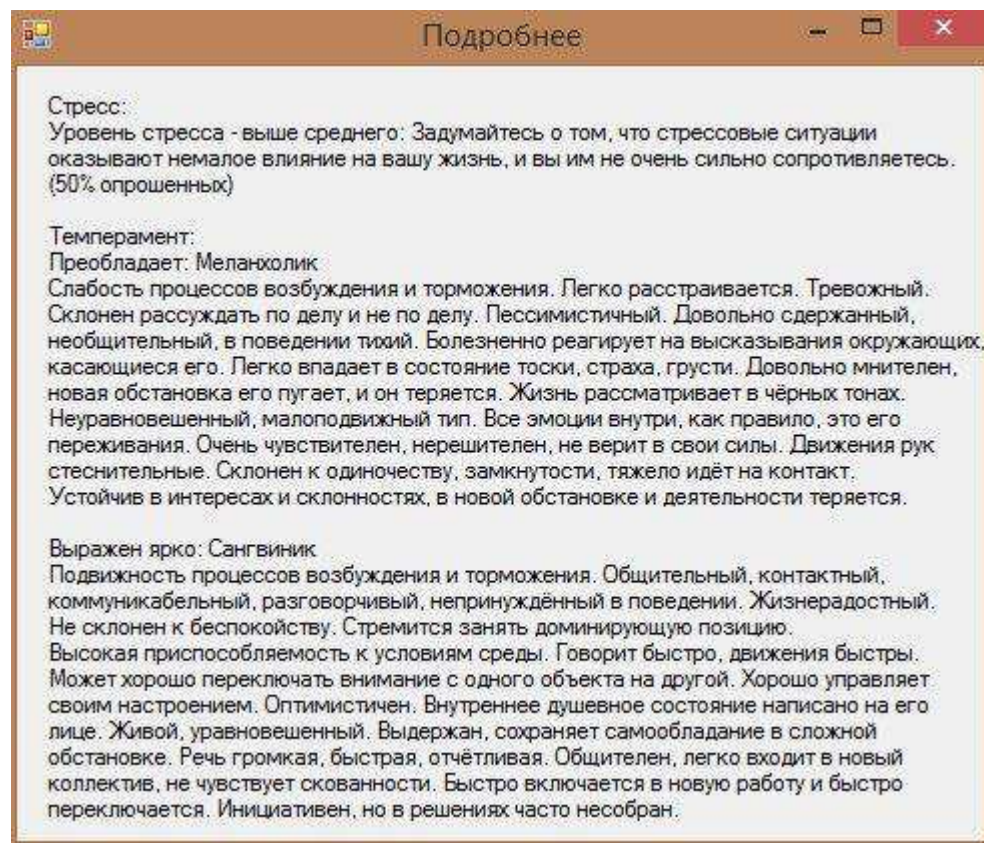 Подробнее
Стресс:
Уровень стресса - выше среднего: Задумайтесь о том, что стрессовые ситуации
оказывают немалое влияние на вашу жизнь, и вы им не очень сильно сопротивляетесь.
(50% опрошенных)
Темперамент:
Преобладает: Меланхолик
Слабость процессов возбуждения и торможения. Легко расстраивается. Тревожный.
Склонен рассуждать по делу и не по делу. Пессимистичный. Довольно сдержанный,
необщительный, в поведении тихий. Болезненно реагирует на высказывания окружающих,
касающиеся его. Легко впадает в состояние тоски, страха, грусти. Довольно мнителен,
новая обстановка его пугает, и он теряется. Жизнь рассматривает в чёрных тонах.
Неуравновешенный, малоподвижный тип. Все эмоции внутри, как правило, это его
переживания. Очень чувствителен, нерешителен, не верит в свои силы. Движения рук
стеснительные. Склонен к одиночеству, замкнутости, тяжело идёт на контакт.
Устойчив в интересах и склонностях, в новой обстановке и деятельности теряется.
Выражен ярко: Сангвиник
Подвижность процессов возбуждения и торможения. Общительный, контактный,
коммуникабельный, разговорчивый, непринуждённый в поведении. Жизнерадостный.
Не склонен к беспокойству. Стремится занять доминирующую позицию.
Высокая приспособляемость к условиям среды. Говорит быстро, движения быстры.
Может хорошо переключать внимание с одного объекта на другой. Хорошо управляет
своим настроением. Оптимистичен. Внутреннее душевное состояние написано на его
лице. Живой, уравновешенный. Выдержан, сохраняет самообладание в сложной
обстановке. Речь громкая, быстрая, отчётливая. Общителен, легко входит в новый
коллектив, не чувствует скованности. Быстро включается в новую работу и быстро
переключается. Инициативен, но в решениях часто несобран.